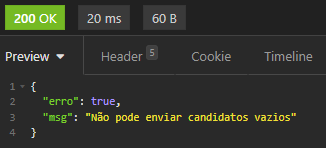 200 OK 20 ms 60 B
Preview Header 5 Cookie Timeline
1 {
2 "erro": true,
3 "msg": "Não pode enviar candidatos vazios"
4 }